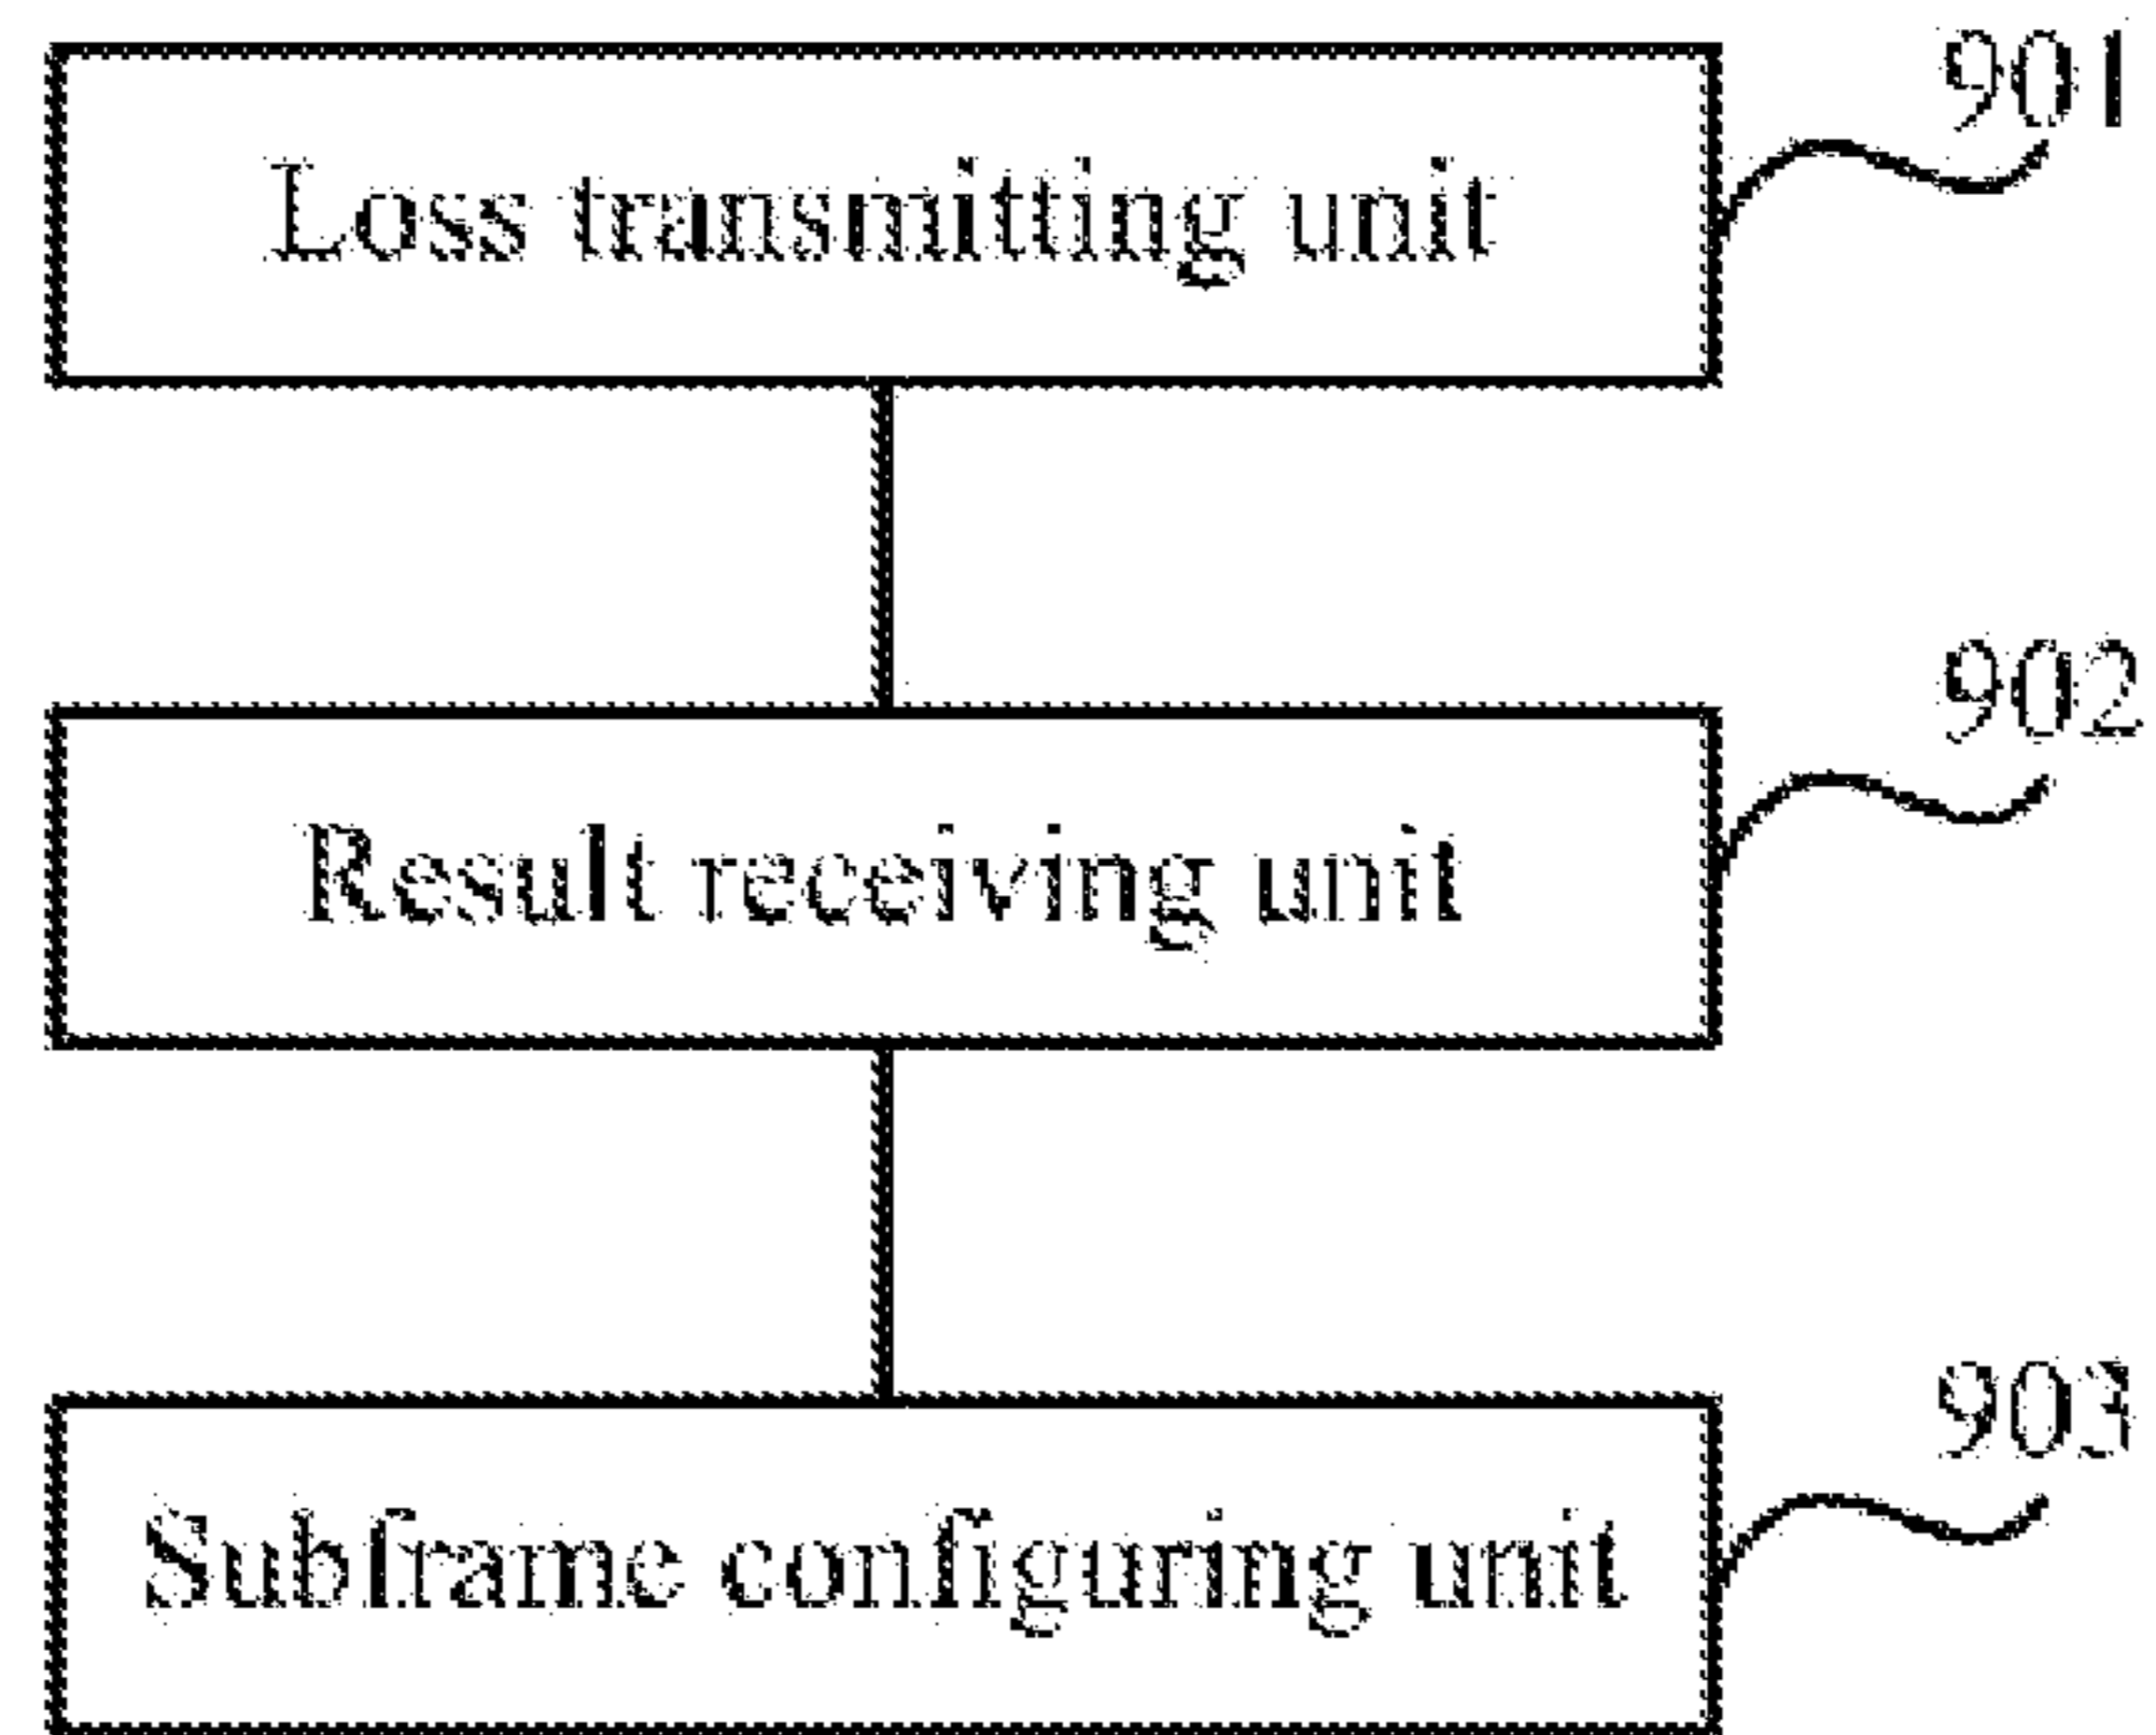 901
Loss transmitting unit
902
Result receiving unit
903
Subframe configuring unit